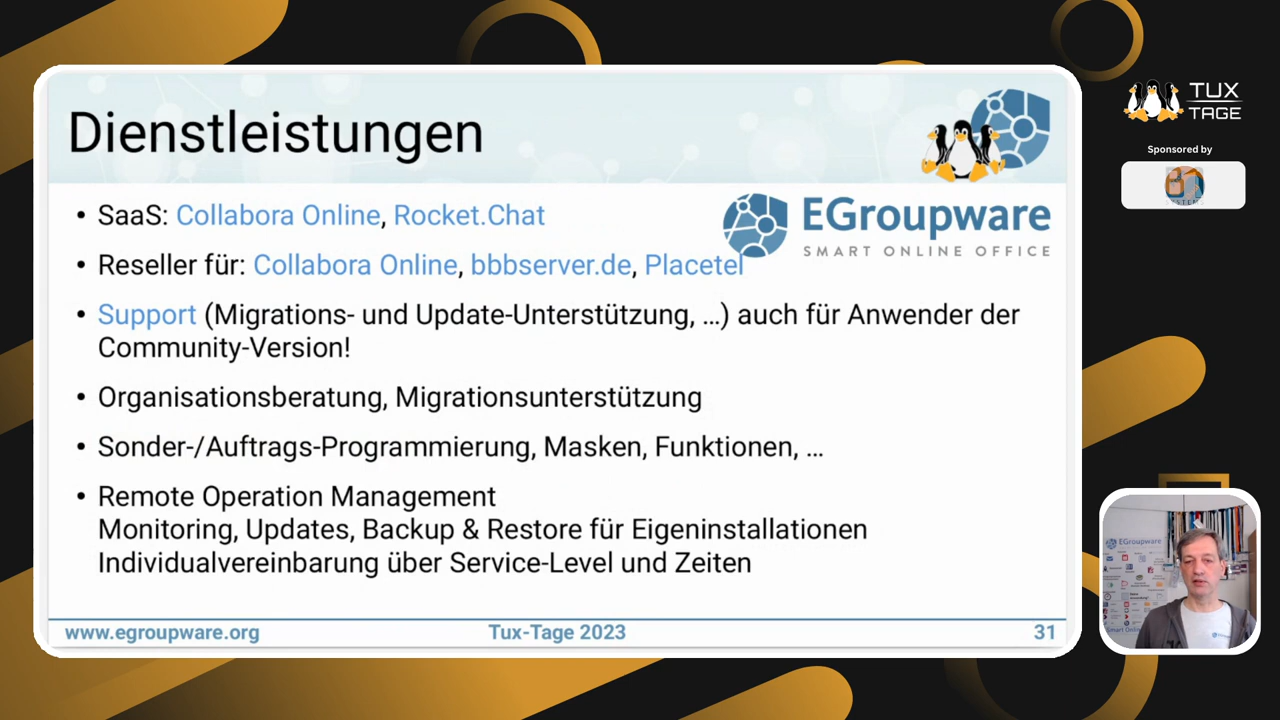 Dienstleistungen
TUX
TAGE
Sponsored by
SYSTEMS
EGroupware
SMART ONLINE OFFICE
• SaaS: Collabora Online, Rocket.Chat
• Reseller für: Collabora Online, bbbserver.de, Placetel
• Support (Migrations- und Update-Unterstützung, ...) auch für Anwender der
Community-Version!
• Organisationsberatung, Migrationsunterstützung
• Sonder-/Auftrags-Programmierung, Masken, Funktionen, ...
• Remote Operation Management
Monitoring, Updates, Backup & Restore für Eigeninstallationen
Individualvereinbarung über Service-Level und Zeiten
www.egroupware.org
Tux-Tage 2023
31
EGroupware